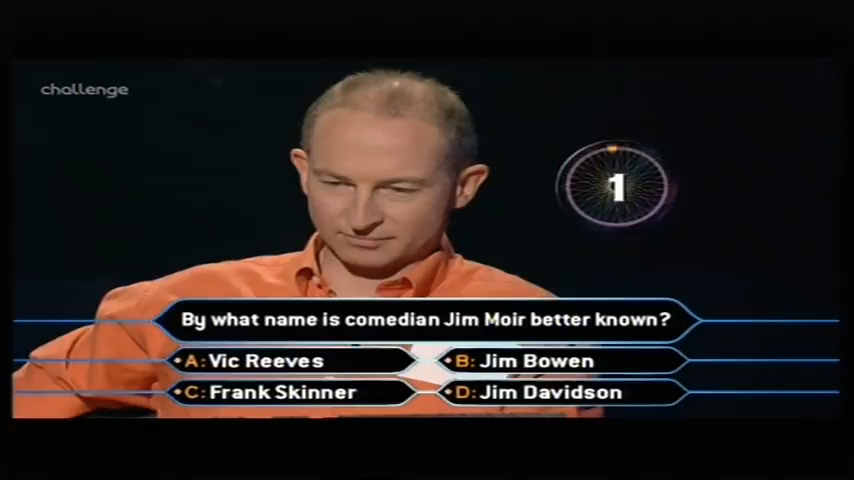 challenge
1
By what name is comedian Jim Moir better known?
A: Vic Reeves
B: Jim Bowen
C: Frank Skinner
D: Jim Davidson